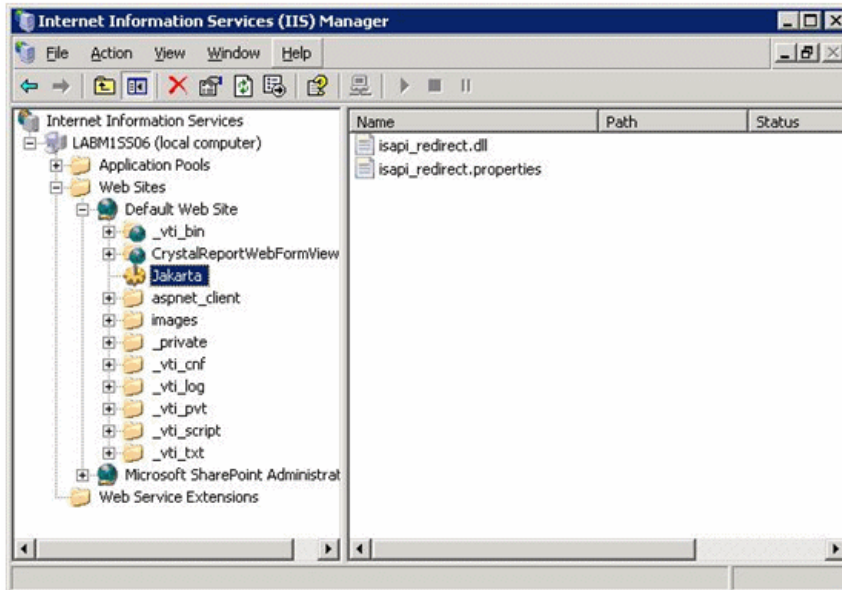 Internet Information Services (IIS) Manager
File Action View Window Help
Internet Information Services
LABM1SS06 (local computer)
Application Pools
Web Sites
Default Web Site
_vti_bin
CrystalReportWebFormView
Jakarta
aspnet_client
images
_private
_vti_cnf
_vti_log
_vti_pvt
_vti_script
_vti_txt
Microsoft SharePoint Administrat
Web Service Extensions
Name Path Status
isapi_redirect.dll
isapi_redirect.properties